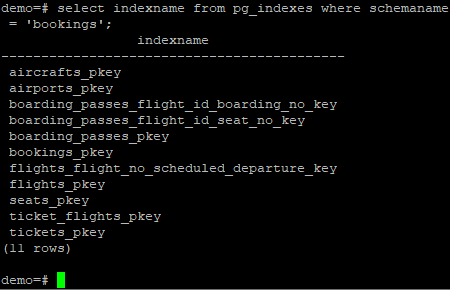 demo=# select indexname from pg_indexes where schemaname
= 'bookings';
indexname
-------------------------------------------
aircrafts_pkey
airports_pkey
boarding_passes_flight_id_boarding_no_key
boarding_passes_flight_id_seat_no_key
boarding_passes_pkey
bookings_pkey
flights_flight_no_scheduled_departure_key
flights_pkey
seats_pkey
ticket_flights_pkey
tickets_pkey
(11 rows)
demo=#